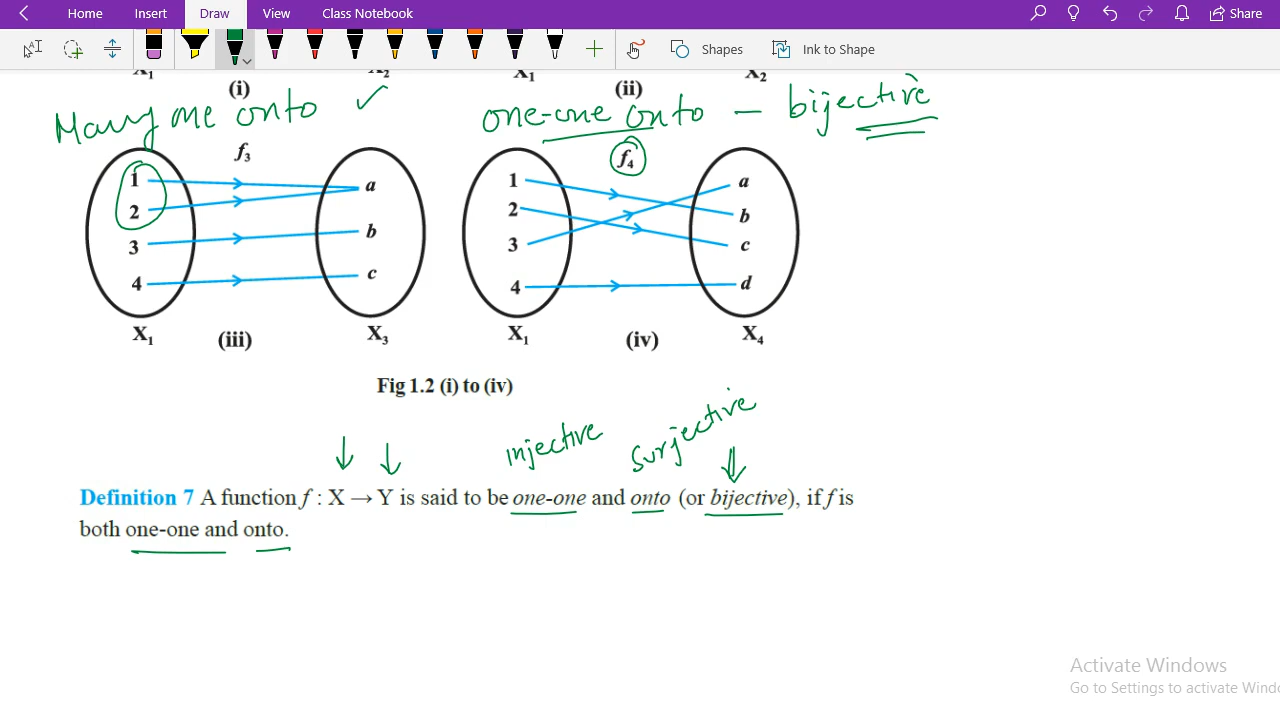 Home Insert Draw View Class Notebook Share
Shapes Ink to Shape
X1 X2 X1 X2
(i) (ii)
Many one onto ✓ one-one onto — bijective
f3 f4
1 a 1 a
2 b 2 b
3 c 3 c
4 4 d
X1 (iii) X3 X1 (iv) X4
Fig 1.2 (i) to (iv)
injective surjective
Definition 7 A function f : X → Y is said to be one-one and onto (or bijective), if f is
both one-one and onto.
Activate Windows
Go to Settings to activate Wind